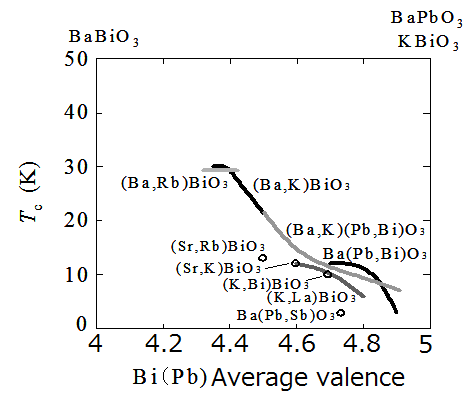 BaBiO3
BaPbO3
KBiO3
50
40
30
20
10
0
Tc (K)
(Ba,Rb)BiO3
(Ba,K)BiO3
(Ba,K)(Pb,Bi)O3
(Sr,Rb)BiO3
Ba(Pb,Bi)O3
(Sr,K)BiO3
(K,Bi)BiO3
(K,La)BiO3
Ba(Pb,Sb)O3
4 4.2 4.4 4.6 4.8 5
Bi(Pb) Average valence